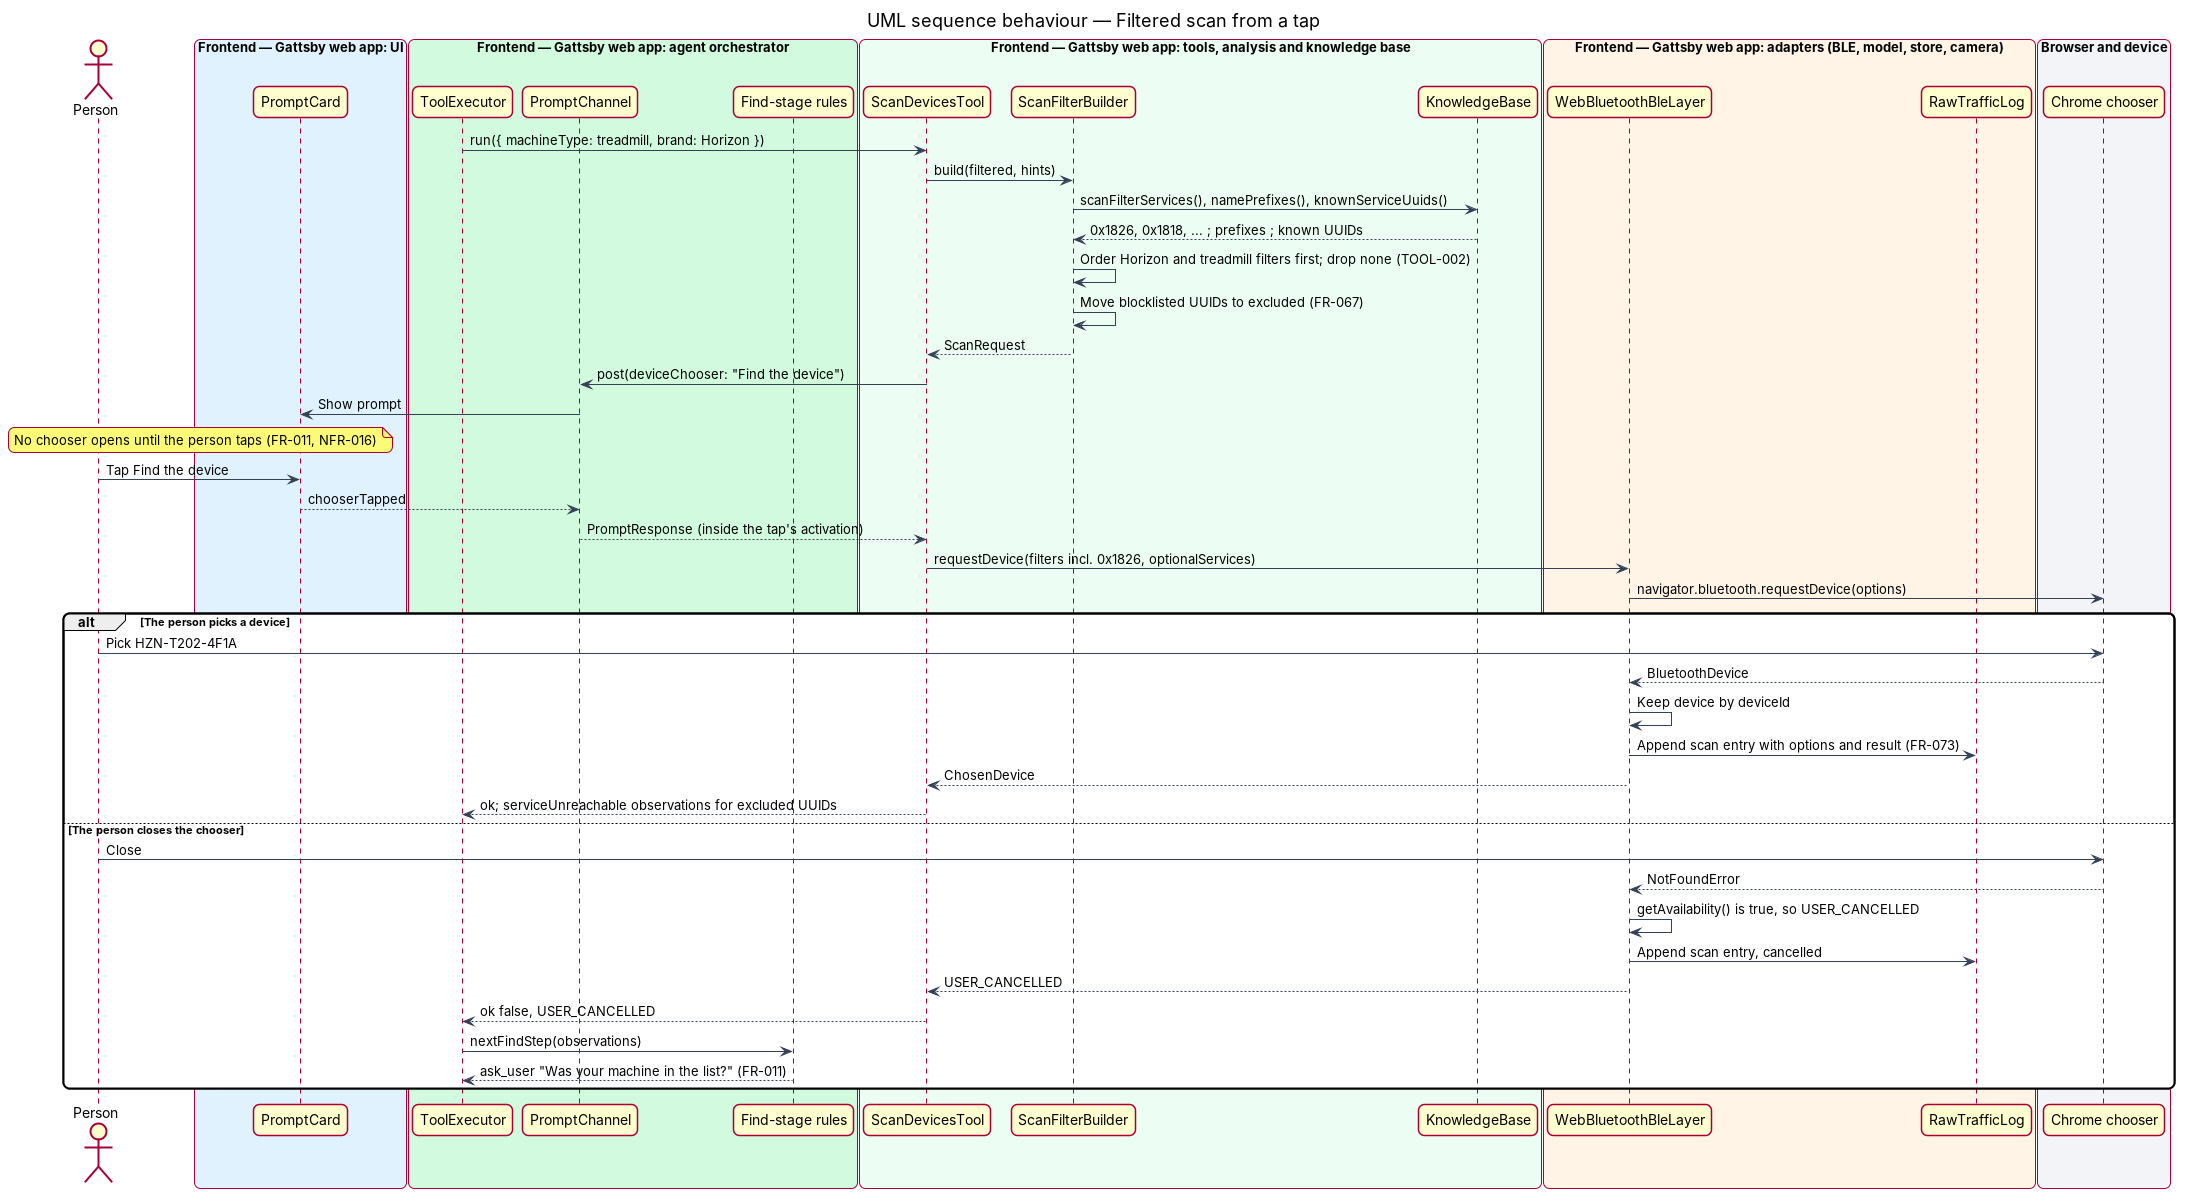 UML sequence behaviour — Filtered scan from a tap
Frontend — Gattsby web app: UI
Frontend — Gattsby web app: agent orchestrator
Frontend — Gattsby web app: tools, analysis and knowledge base
Frontend — Gattsby web app: adapters (BLE, model, store, camera)
Browser and device
Person
PromptCard
ToolExecutor
PromptChannel
Find-stage rules
ScanDevicesTool
ScanFilterBuilder
KnowledgeBase
WebBluetoothBleLayer
RawTrafficLog
Chrome chooser
run({ machineType: treadmill, brand: Horizon })
build(filtered, hints)
scanFilterServices(), namePrefixes(), knownServiceUuids()
0x1826, 0x1818, ... ; prefixes ; known UUIDs
Order Horizon and treadmill filters first; drop none (TOOL-002)
Move blocklisted UUIDs to excluded (FR-067)
ScanRequest
post(deviceChooser: "Find the device")
Show prompt
No chooser opens until the person taps (FR-011, NFR-016)
Tap Find the device
chooserTapped
PromptResponse (inside the tap's activation)
requestDevice(filters incl. 0x1826, optionalServices)
navigator.bluetooth.requestDevice(options)
alt
[The person picks a device]
Pick HZN-T202-4F1A
BluetoothDevice
Keep device by deviceId
Append scan entry with options and result (FR-073)
ChosenDevice
ok; serviceUnreachable observations for excluded UUIDs
[The person closes the chooser]
Close
NotFoundError
getAvailability() is true, so USER_CANCELLED
Append scan entry, cancelled
USER_CANCELLED
ok false, USER_CANCELLED
nextFindStep(observations)
ask_user "Was your machine in the list?" (FR-011)
Person
PromptCard
ToolExecutor
PromptChannel
Find-stage rules
ScanDevicesTool
ScanFilterBuilder
KnowledgeBase
WebBluetoothBleLayer
RawTrafficLog
Chrome chooser